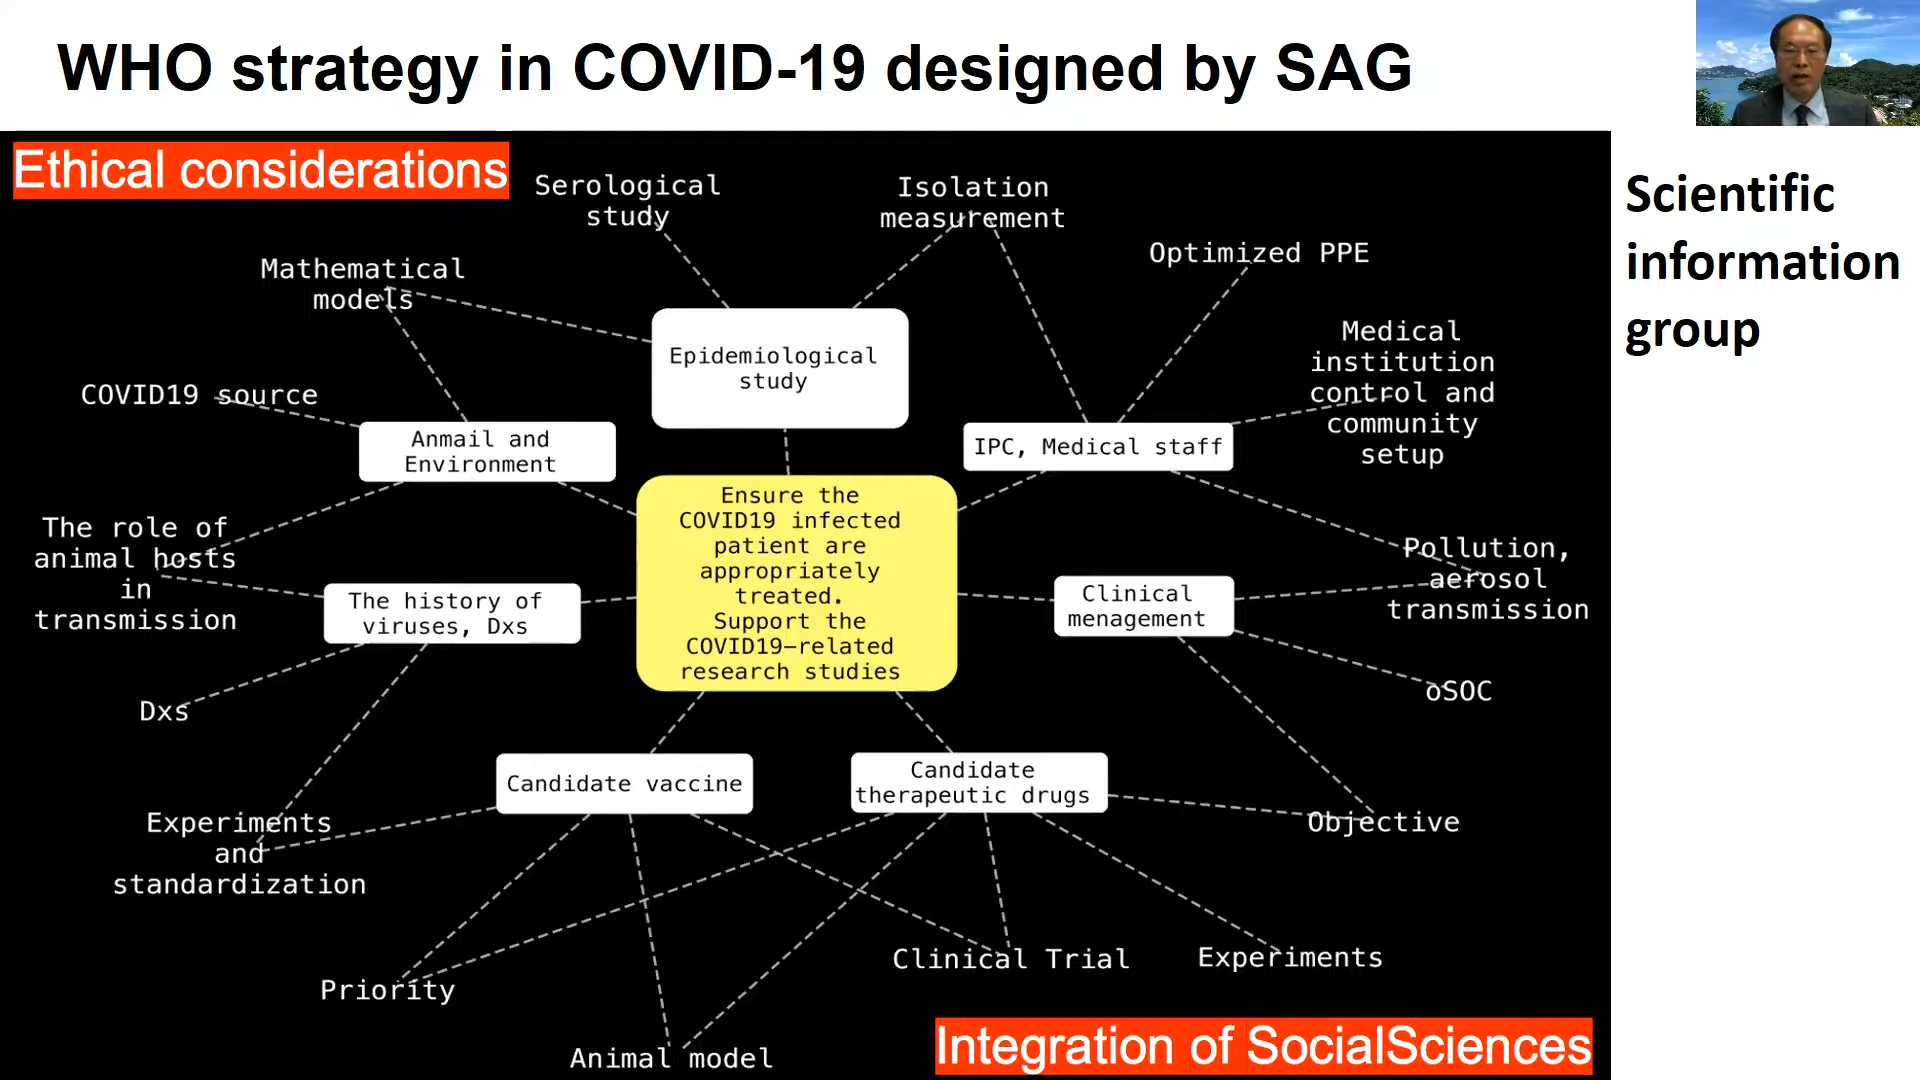 WHO strategy in COVID-19 designed by SAG
Scientific
information
group
Ethical considerations
Serological
study
Isolation
measurement
Optimized PPE
Mathematical
models
Medical
institution
control and
community
setup
Epidemiological
study
COVID19 source
Anmail and
Environment
IPC, Medical staff
Ensure the
COVID19 infected
patient are
appropriately
treated.
Support the
COVID19-related
research studies
The role of
animal hosts
in
transmission
Pollution,
aerosol
transmission
The history of
viruses, Dxs
Clinical
menagement
Dxs
oSOC
Candidate vaccine
Candidate
therapeutic drugs
Experiments
and
standardization
Objective
Clinical Trial
Experiments
Priority
Animal model
Integration of SocialSciences